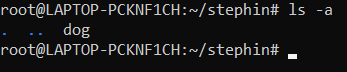 root@LAPTOP-PCKNF1CH:~/stephin# ls -a
.  ..  dog
root@LAPTOP-PCKNF1CH:~/stephin#